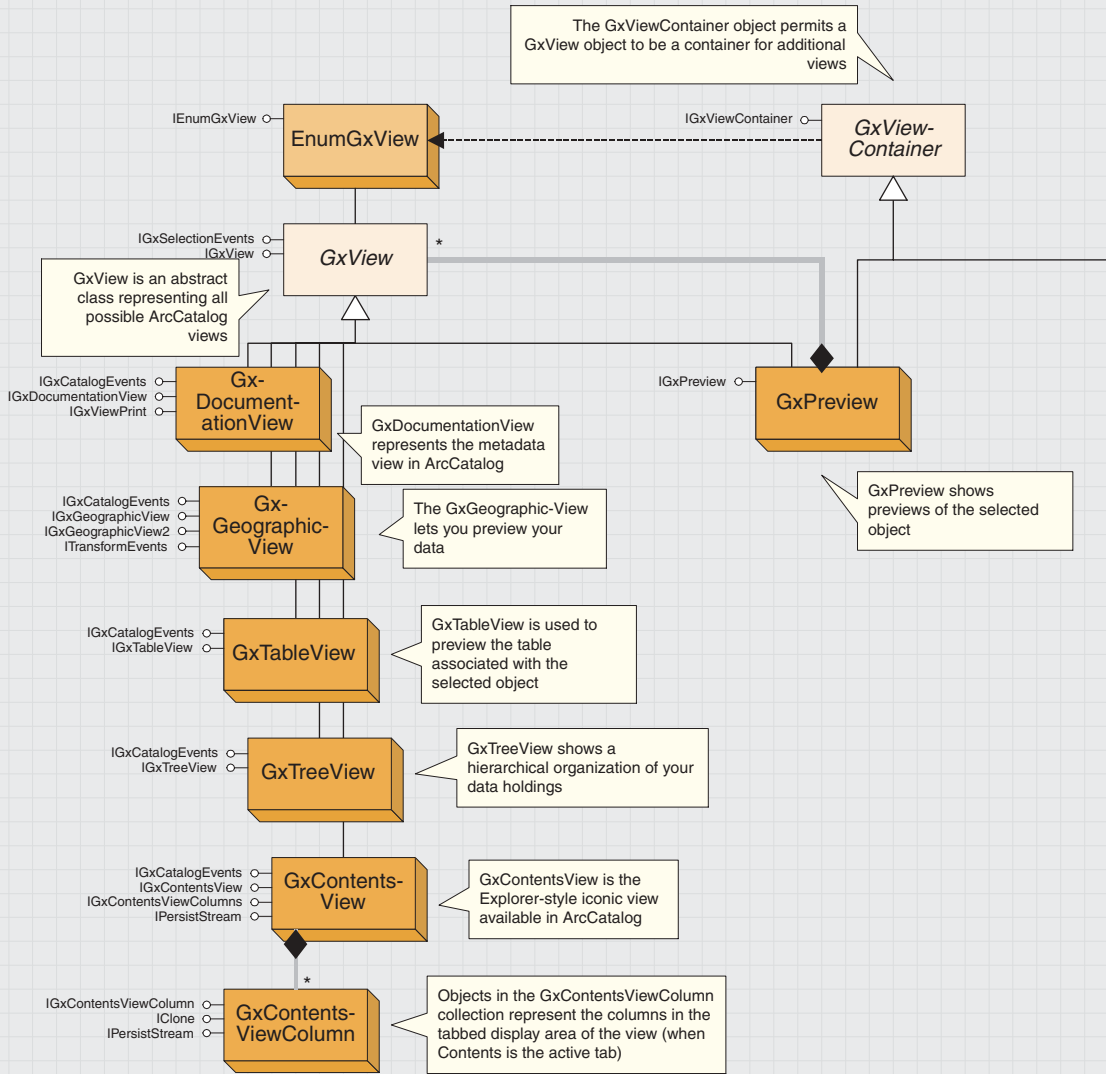 The GxViewContainer object permits a
GxView object to be a container for additional
views
IEnumGxView
EnumGxView
IGxViewContainer
GxView-
Container
IGxSelectionEvents
IGxView
GxView
*
GxView is an abstract
class representing all
possible ArcCatalog
views
IGxCatalogEvents
IGxDocumentationView
IGxViewPrint
Gx-
Document-
ationView
GxDocumentationView
represents the metadata
view in ArcCatalog
IGxPreview
GxPreview
GxPreview shows
previews of the selected
object
IGxCatalogEvents
IGxGeographicView
IGxGeographicView2
ITransformEvents
Gx-
Geographic-
View
The GxGeographic-View
lets you preview your
data
IGxCatalogEvents
IGxTableView
GxTableView
GxTableView is used to
preview the table
associated with the
selected object
IGxCatalogEvents
IGxTreeView
GxTreeView
GxTreeView shows a
hierarchical organization of your
data holdings
IGxCatalogEvents
IGxContentsView
IGxContentsViewColumns
IPersistStream
GxContents-
View
GxContentsView is the
Explorer-style iconic view
available in ArcCatalog
*
IGxContentsViewColumn
IClone
IPersistStream
GxContents-
ViewColumn
Objects in the GxContentsViewColumn
collection represent the columns in the
tabbed display area of the view (when
Contents is the active tab)